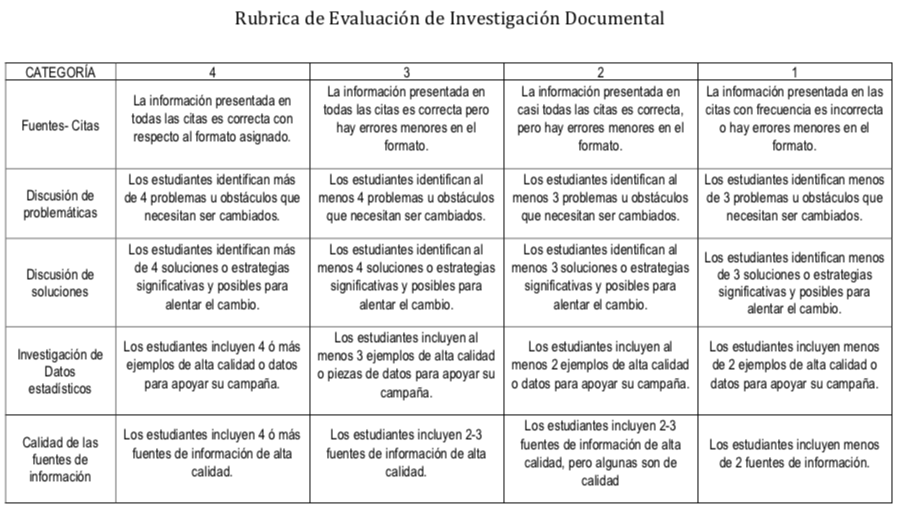 Rubrica de Evaluación de Investigación Documental
CATEGORÍA
4
3
2
1
Fuentes- Citas
La información presentada en
todas las citas es correcta con
respecto al formato asignado.
La información presentada en
todas las citas es correcta pero
hay errores menores en el
formato.
La información presentada en
casi todas las citas es correcta,
pero hay errores menores en el
formato.
La información presentada en las
citas con frecuencia es incorrecta
o hay errores menores en el
formato.
Discusión de
problemáticas
Los estudiantes identifican más
de 4 problemas u obstáculos que
necesitan ser cambiados.
Los estudiantes identifican al
menos 4 problemas u obstáculos
que necesitan ser cambiados.
Los estudiantes identifican al
menos 3 problemas u obstáculos
que necesitan ser cambiados.
Los estudiantes identifican menos
de 3 problemas u obstáculos que
necesitan ser cambiados.
Discusión de
soluciones
Los estudiantes identifican más
de 4 soluciones o estrategias
significativas y posibles para
alentar el cambio.
Los estudiantes identifican al
menos 4 soluciones o estrategias
significativas y posibles para
alentar el cambio.
Los estudiantes identifican al
menos 3 soluciones o estrategias
significativas y posibles para
alentar el cambio.
Los estudiantes identifican menos
de 3 soluciones o estrategias
significativas y posibles para
alentar el cambio.
Investigación de
Datos
estadísticos
Los estudiantes incluyen 4 ó más
ejemplos de alta calidad o datos
para apoyar su campaña.
Los estudiantes incluyen al
menos 3 ejemplos de alta calidad
o piezas de datos para apoyar su
campaña.
Los estudiantes incluyen al
menos 2 ejemplos de alta calidad
o datos para apoyar su campaña.
Los estudiantes incluyen menos
de 2 ejemplos de alta calidad o
datos para apoyar su campaña.
Calidad de las
fuentes de
información
Los estudiantes incluyen 4 ó más
fuentes de información de alta
calidad.
Los estudiantes incluyen 2-3
fuentes de información de alta
calidad.
Los estudiantes incluyen 2-3
fuentes de información de alta
calidad, pero algunas son de
calidad
Los estudiantes incluyen menos
de 2 fuentes de información.